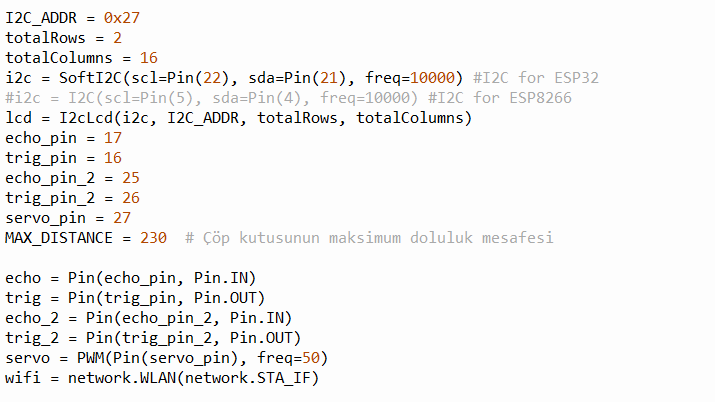 I2C_ADDR = 0x27
totalRows = 2
totalColumns = 16
i2c = SoftI2C(scl=Pin(22), sda=Pin(21), freq=10000) #I2C for ESP32
#i2c = I2C(scl=Pin(5), sda=Pin(4), freq=10000) #I2C for ESP8266
lcd = I2cLcd(i2c, I2C_ADDR, totalRows, totalColumns)
echo_pin = 17
trig_pin = 16
echo_pin_2 = 25
trig_pin_2 = 26
servo_pin = 27
MAX_DISTANCE = 230  # Çöp kutusunun maksimum doluluk mesafesi

echo = Pin(echo_pin, Pin.IN)
trig = Pin(trig_pin, Pin.OUT)
echo_2 = Pin(echo_pin_2, Pin.IN)
trig_2 = Pin(trig_pin_2, Pin.OUT)
servo = PWM(Pin(servo_pin), freq=50)
wifi = network.WLAN(network.STA_IF)